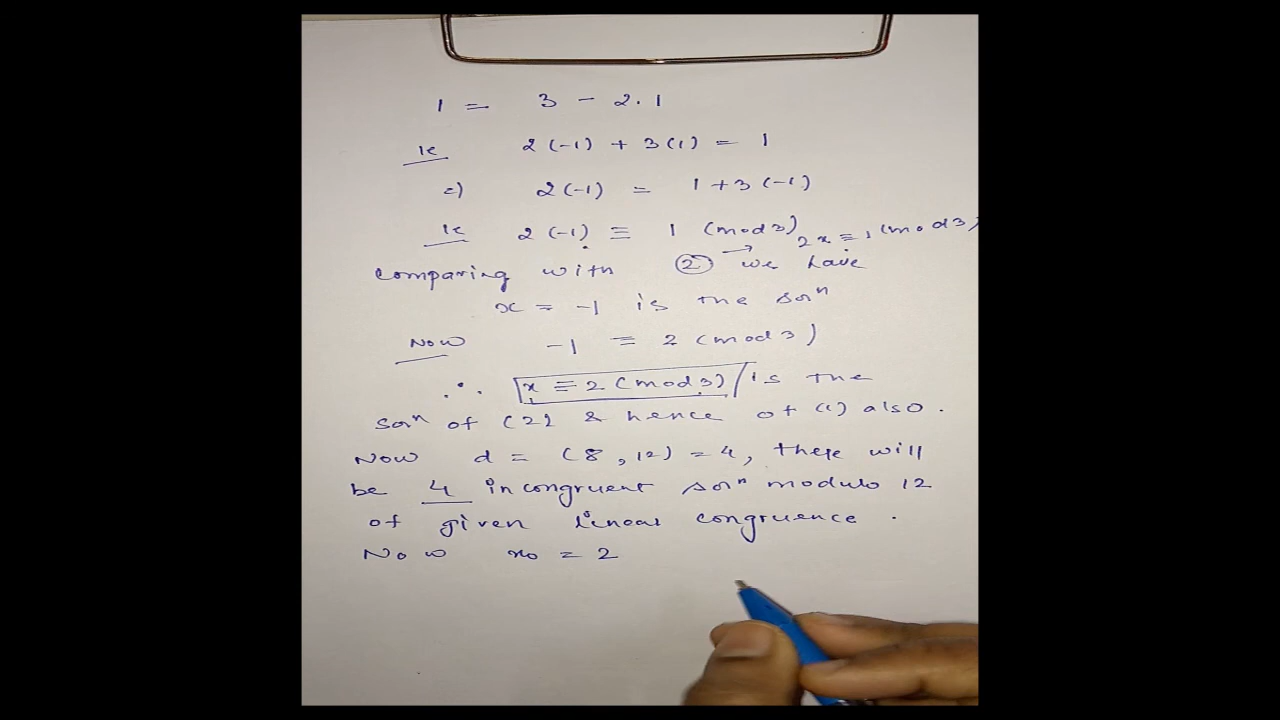 1 = 3 - 2.1
ie 2(-1) + 3(1) = 1
=) 2(-1) = 1 + 3(-1)
ie 2(-1) ≡ 1 (mod 3) 2x ≡ 1 (mod 3)
comparing with ② → we have
x = -1 is the solⁿ
Now -1 ≡ 2 (mod 3)
∴ x ≡ 2 (mod 3) is the
solⁿ of (2) & hence of (1) also.
Now d = (8, 12) = 4, there will
be 4 incongruent solⁿ modulo 12
of given linear congruence.
Now x₀ = 2